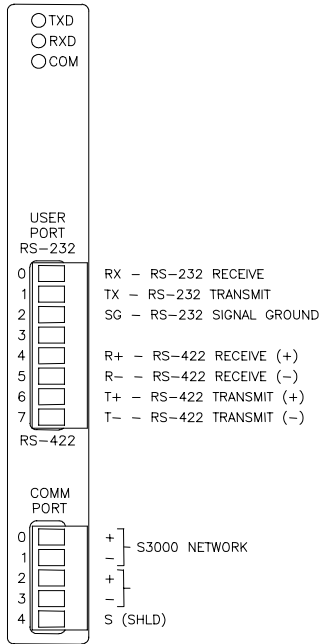 TXD
RXD
COM
USER
PORT
RS-232
0 RX - RS-232 RECEIVE
1 TX - RS-232 TRANSMIT
2 SG - RS-232 SIGNAL GROUND
3
4 R+ - RS-422 RECEIVE (+)
5 R- - RS-422 RECEIVE (-)
6 T+ - RS-422 TRANSMIT (+)
7 T- - RS-422 TRANSMIT (-)
RS-422
COMM
PORT
0 +
S3000 NETWORK
1 -
2 +
3 -
4 S (SHLD)